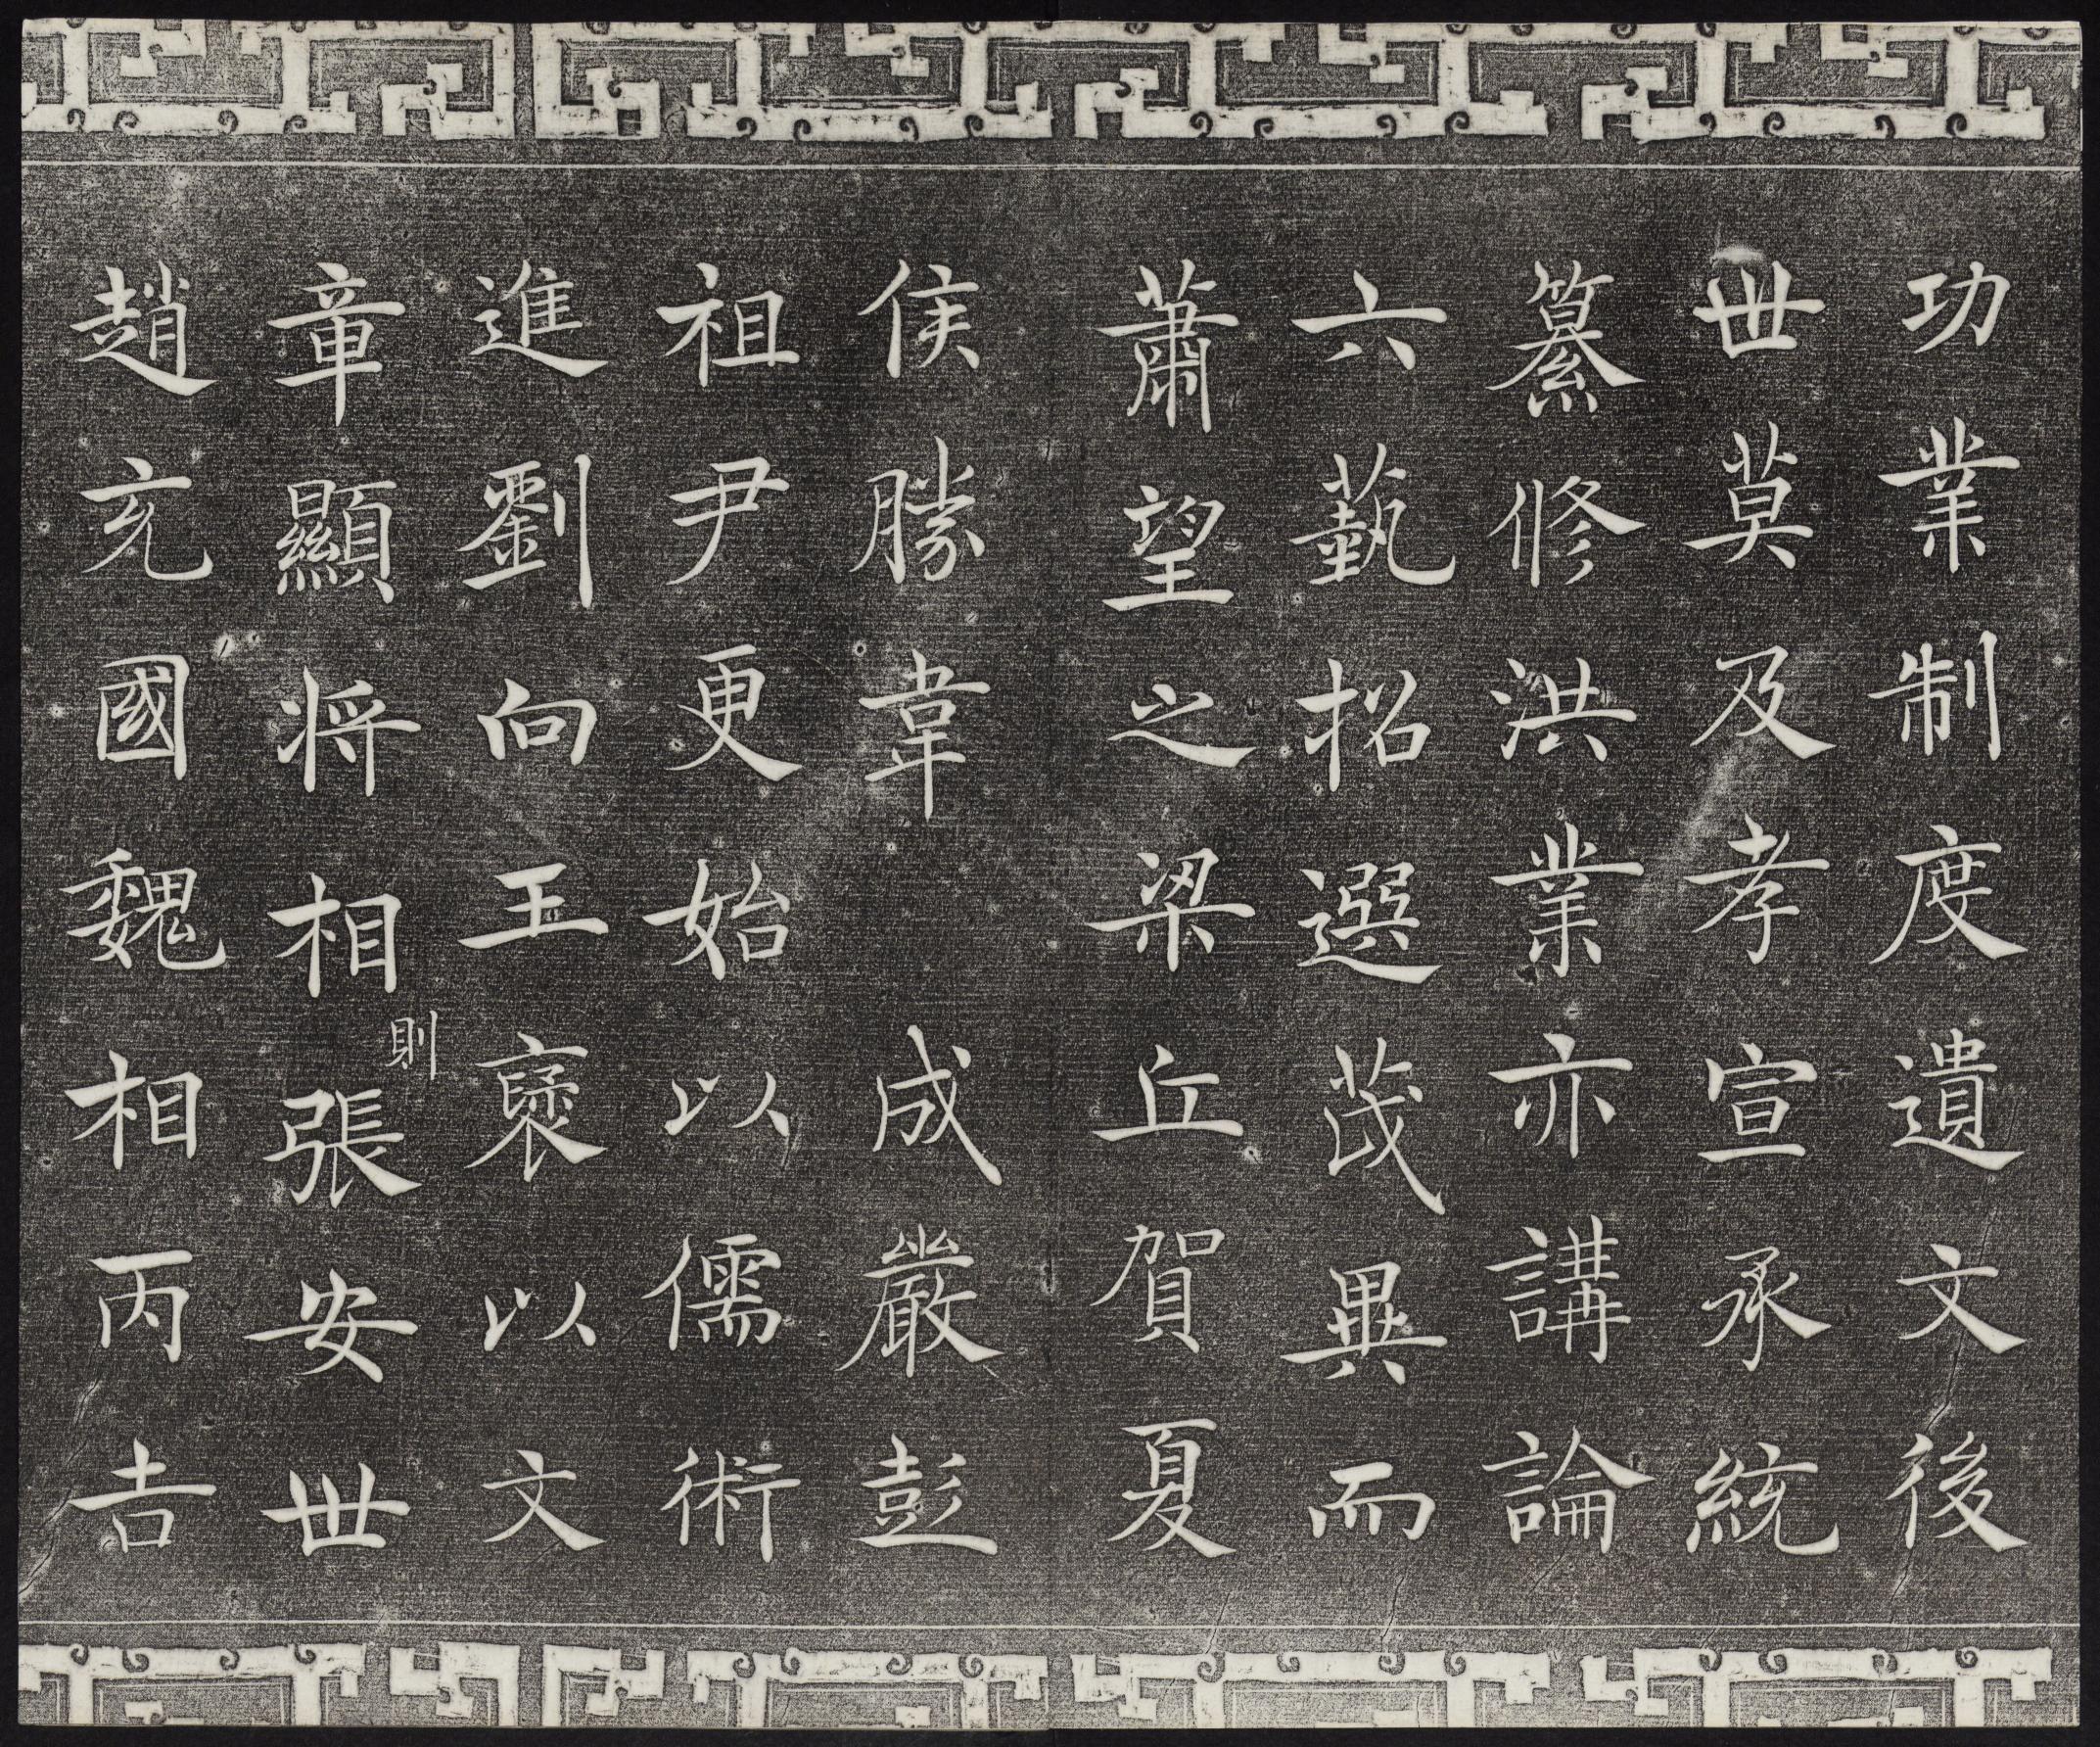 功業制度遺文後
世莫及孝宣承統
纂修洪業亦講論
六藝招選茂異而
蕭望之梁丘賀夏
侯勝韋成嚴彭
祖尹更始以儒術
進劉向王襃以文
章顯将相則張安世
趙充國魏相丙吉